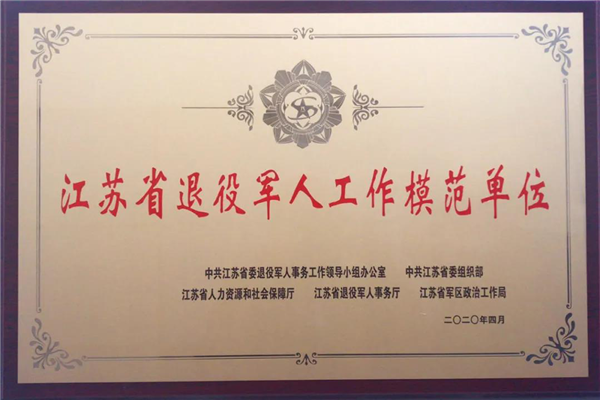 江苏省退役军人工作模范单位
中共江苏省委退役军人事务工作领导小组办公室 中共江苏省委组织部
江苏省人力资源和社会保障厅 江苏省退役军人事务厅 江苏省军区政治工作局
二〇二〇年四月